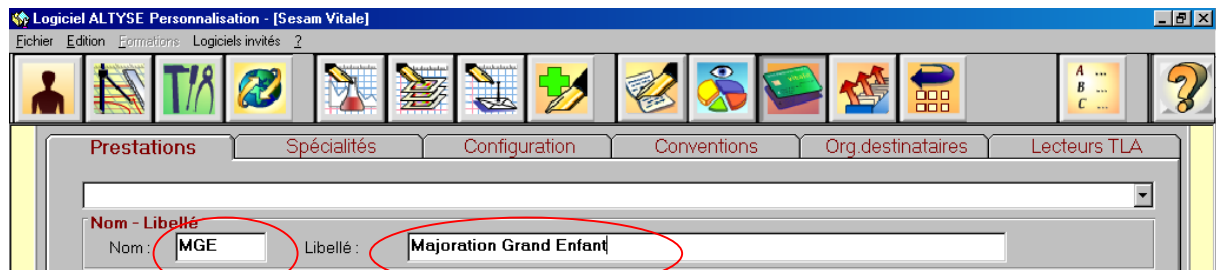 Logiciel ALTYSE Personnalisation - [Sesam Vitale]
Fichier Edition Formations Logiciels invités ?
A ...
B ...
C ...
Prestations Spécialités Configuration Conventions Org.destinataires Lecteurs TLA
Nom - Libellé
Nom : MGE Libellé : Majoration Grand Enfant